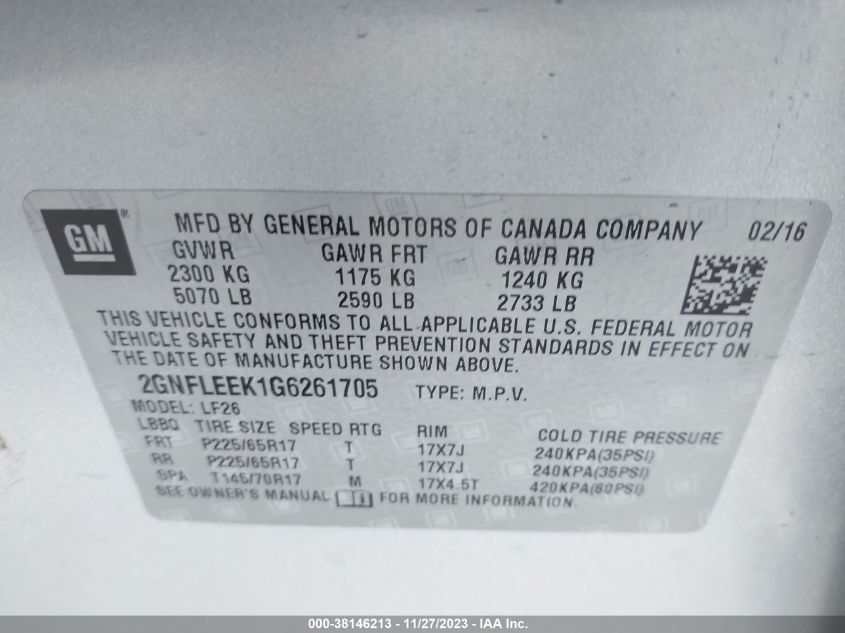 GM ®
MFD BY GENERAL MOTORS OF CANADA COMPANY 02/16
GVWR GAWR FRT GAWR RR
2300 KG 1175 KG 1240 KG
5070 LB 2590 LB 2733 LB
THIS VEHICLE CONFORMS TO ALL APPLICABLE U.S. FEDERAL MOTOR
VEHICLE SAFETY AND THEFT PREVENTION STANDARDS IN EFFECT ON
THE DATE OF MANUFACTURE SHOWN ABOVE.
2GNFLEEK1G6261705 TYPE: M.P.V.
MODEL: LF26
LBBQ TIRE SIZE SPEED RTG RIM COLD TIRE PRESSURE
FRT P225/65R17 T 17X7J 240KPA(35PSI)
RR P225/65R17 T 17X7J 240KPA(35PSI)
SPA T145/70R17 M 17X4.5T 420KPA(60PSI)
SEE OWNER'S MANUAL FOR MORE INFORMATION.
000-38146213 - 11/27/2023 - IAA Inc.